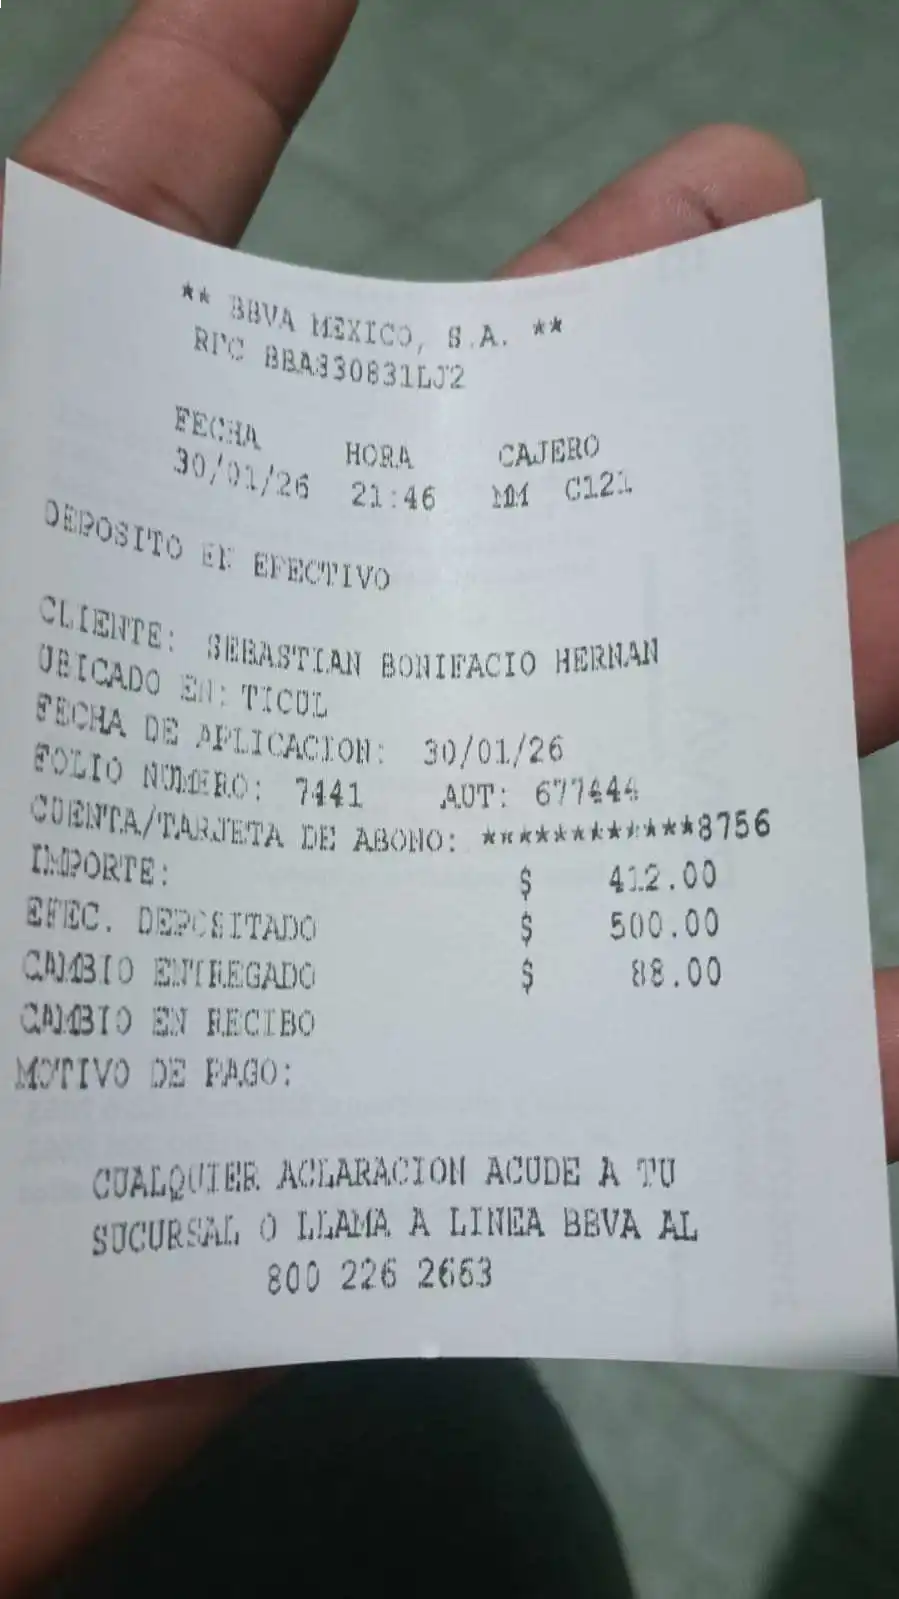 ** BBVA MEXICO, S.A. **
RFC BBA830831LJ2
FECHA HORA CAJERO
30/01/26 21:46 MM C121
DEPOSITO EN EFECTIVO
CLIENTE: SEBASTIAN BONIFACIO HERNAN
UBICADO EN: TICUL
FECHA DE APLICACION: 30/01/26
FOLIO NUMERO: 7441 AUT: 677444
CUENTA/TARJETA DE ABONO: ************8756
IMPORTE: $ 412.00
EFEC. DEPOSITADO $ 500.00
CAMBIO ENTREGADO $ 88.00
CAMBIO EN RECIBO
MOTIVO DE PAGO:
CUALQUIER ACLARACION ACUDE A TU
SUCURSAL O LLAMA A LINEA BBVA AL
800 226 2663